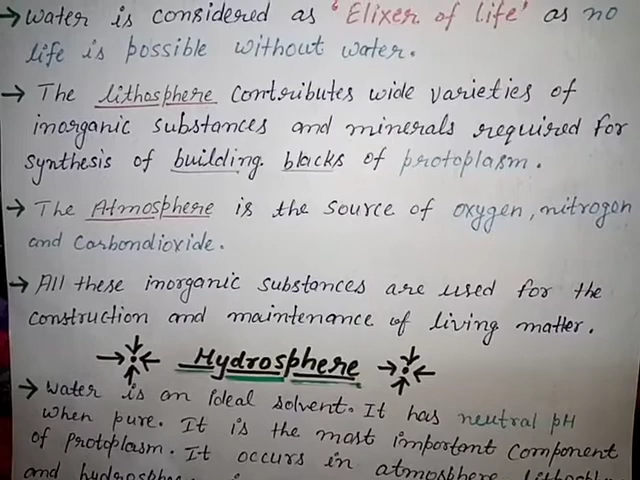 → Water is considered as 'Elixer of life' as no
life is possible without water.
→ The lithosphere contributes wide varieties of
inorganic substances and minerals required for
synthesis of building blacks of protoplasm.
→ The Atmosphere is the source of oxygen, nitrogen
and Carbondioxide.
→ All these inorganic substances are used for the
construction and maintenance of living matter.
Hydrosphere
→ Water is an Ideal solvent. It has neutral pH
when pure. It is the most important component
of protoplasm. It occurs in atmosphere,
and